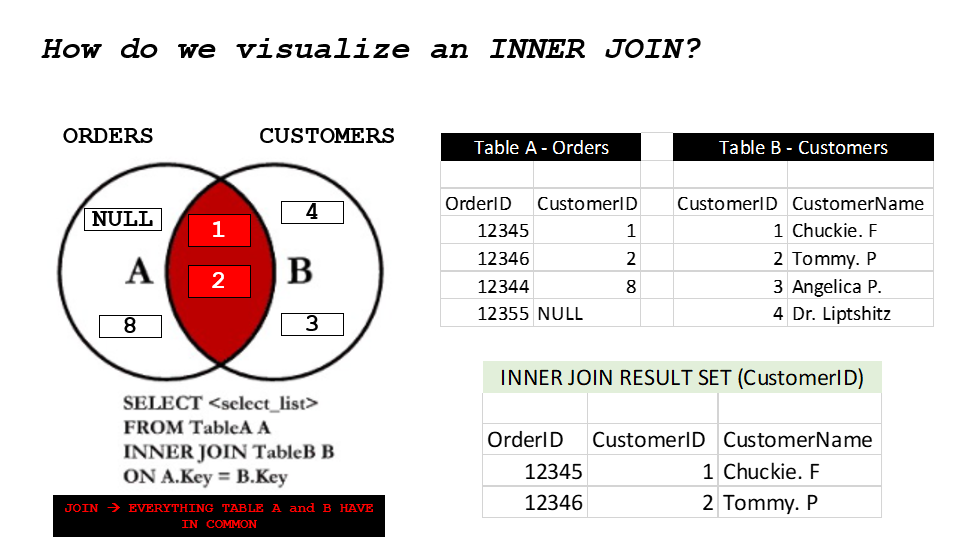 How do we visualize an INNER JOIN?
ORDERS CUSTOMERS
NULL
1
4
A
2
B
8
3
SELECT <select_list>
FROM TableA A
INNER JOIN TableB B
ON A.Key = B.Key
JOIN → EVERYTHING TABLE A and B HAVE
IN COMMON
Table A - Orders Table B - Customers
OrderID CustomerID CustomerID CustomerName
12345 1 1 Chuckie. F
12346 2 2 Tommy. P
12344 8 3 Angelica P.
12355 NULL 4 Dr. Liptshitz
INNER JOIN RESULT SET (CustomerID)
OrderID CustomerID CustomerName
12345 1 Chuckie. F
12346 2 Tommy. P